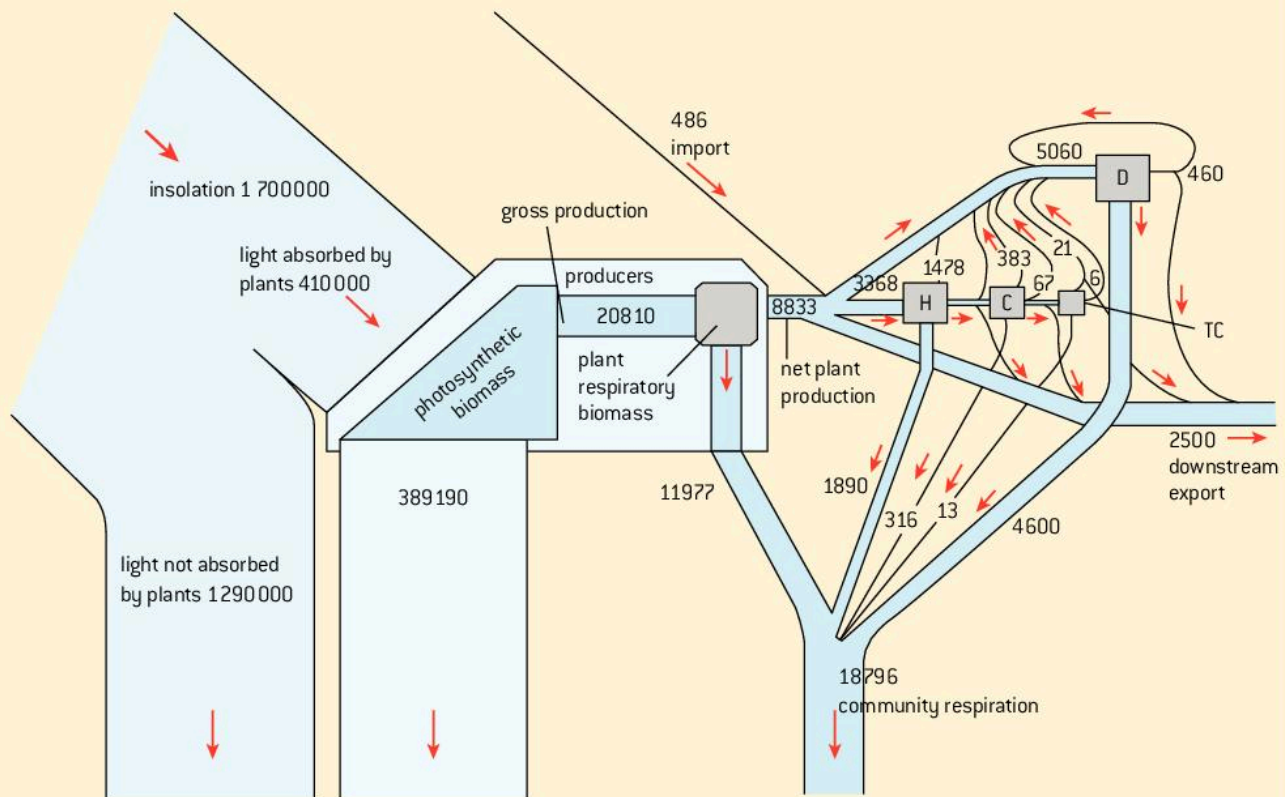 486
import
insolation 1 700000
gross production
light absorbed by
plants 410000
producers
20810
photosynthetic
biomass
plant
respiratory
biomass
8833
net plant
production
3368
1478
383
21
67
6
5060
460
D
H
C
TC
2500
downstream
export
389190
11977
1890
316
13
4600
light not absorbed
by plants 1290000
18796
community respiration